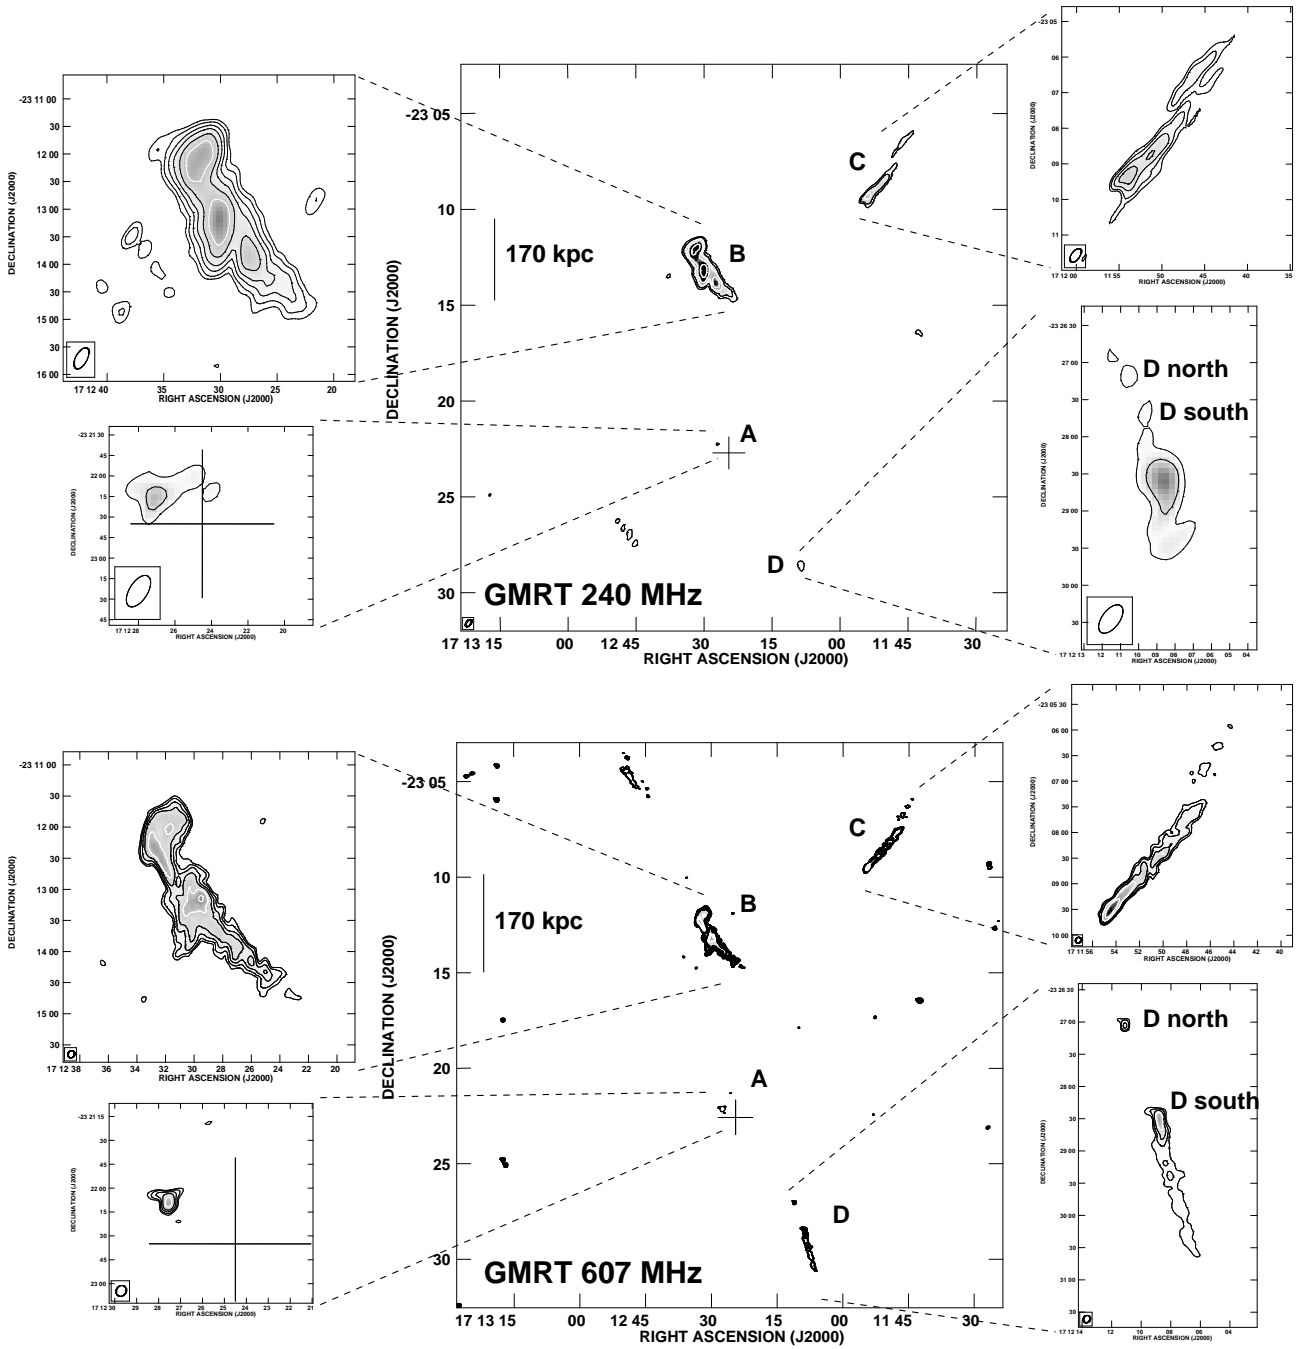 -23 11 00
30
12 00
30
13 00
30
14 00
30
15 00
30
16 00
DECLINATION (J2000)
17 12 40
35
30
25
20
RIGHT ASCENSION (J2000)
-23 21 30
45
22 00
15
30
45
23 00
15
30
45
DECLINATION (J2000)
17 12 28
26
24
22
20
RIGHT ASCENSION (J2000)
-23 05
10
15
20
25
30
DECLINATION (J2000)
170 kpc
A
B
C
D
GMRT 240 MHz
17 13 15
00
12 45
30
15
00
11 45
30
RIGHT ASCENSION (J2000)
-23 05
06
07
08
09
10
11
DECLINATION (J2000)
17 12 00
11 55
50
45
40
35
RIGHT ASCENSION (J2000)
-23 26 30
27 00
30
28 00
30
29 00
30
30 00
30
DECLINATION (J2000)
D north
D south
17 12 13
12
11
10
09
08
07
06
05
04
RIGHT ASCENSION (J2000)
-23 11 00
30
12 00
30
13 00
30
14 00
30
15 00
30
DECLINATION (J2000)
17 12 38
36
34
32
30
28
26
24
22
20
RIGHT ASCENSION (J2000)
-23 21 15
30
45
22 00
15
30
45
23 00
DECLINATION (J2000)
17 12 30
29
28
27
26
25
24
23
22
21
RIGHT ASCENSION (J2000)
-23 05
10
15
20
25
30
DECLINATION (J2000)
170 kpc
A
B
C
D
GMRT 607 MHz
17 13 15
00
12 45
30
15
00
11 45
30
RIGHT ASCENSION (J2000)
-23 05 30
06 00
30
07 00
30
08 00
30
09 00
30
10 00
DECLINATION (J2000)
17 11 56
54
52
50
48
46
44
42
40
RIGHT ASCENSION (J2000)
-23 26 30
27 00
30
28 00
30
29 00
30
30 00
30
31 00
30
DECLINATION (J2000)
D north
D south
17 12 14
12
10
08
06
04
RIGHT ASCENSION (J2000)